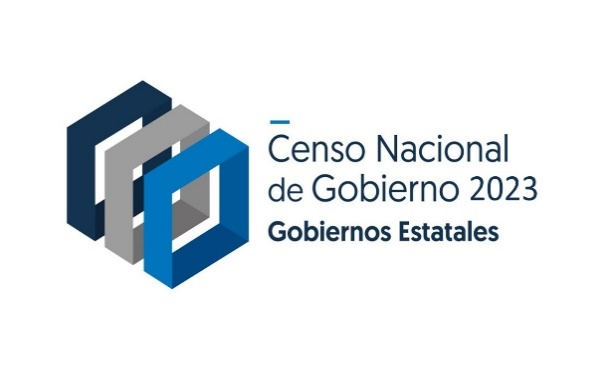 Censo Nacional
de Gobierno 2023
Gobiernos Estatales